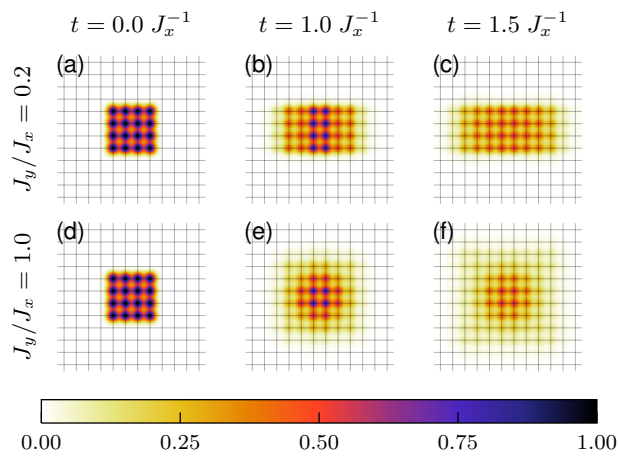 t = 0.0 J_x^{-1} t = 1.0 J_x^{-1} t = 1.5 J_x^{-1}
J_y/J_x = 0.2
(a) (b) (c)
J_y/J_x = 1.0
(d) (e) (f)
0.00 0.25 0.50 0.75 1.00